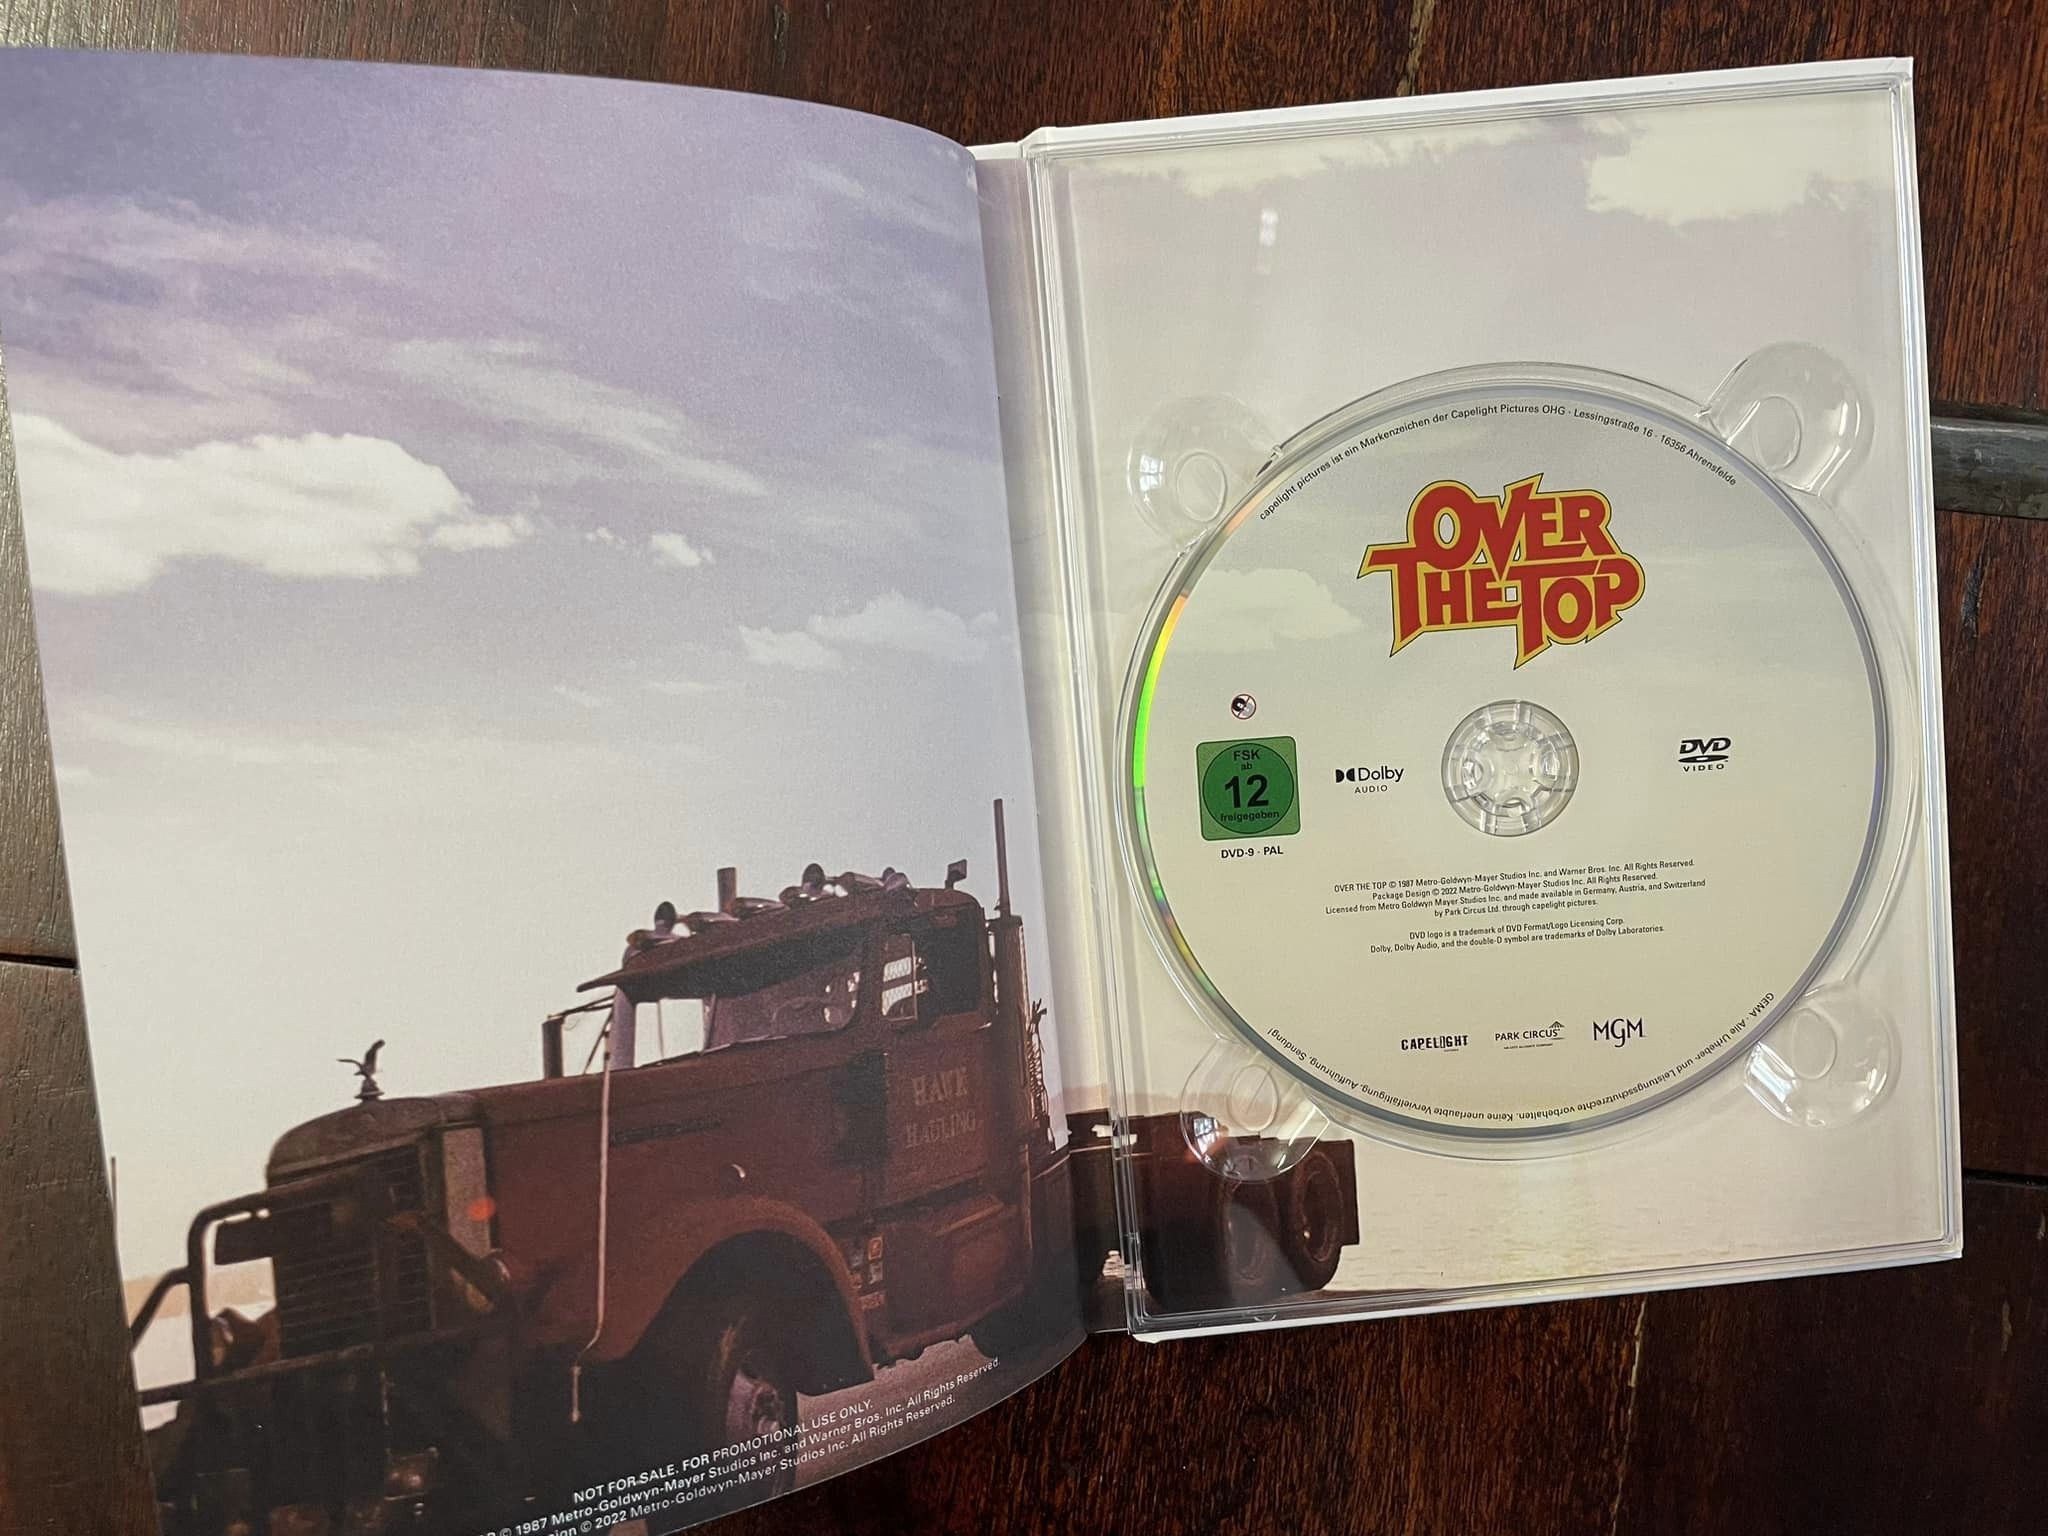 HAWK
HAULING
NOT FOR SALE. FOR PROMOTIONAL USE ONLY.
© 1987 Metro-Goldwyn-Mayer Studios Inc. and Warner Bros. Inc. All Rights Reserved.
© 2022 Metro-Goldwyn-Mayer Studios Inc. All Rights Reserved.
capelight pictures ist ein Markenzeichen der Capelight Pictures OHG · Lessingstraße 16 · 16356 Ahrensfelde
OVER
THE TOP
FSK
ab
12
freigegeben
DVD-9 · PAL
Dolby
AUDIO
DVD
VIDEO
OVER THE TOP © 1987 Metro-Goldwyn-Mayer Studios Inc. and Warner Bros. Inc. All Rights Reserved.
Package Design © 2022 Metro-Goldwyn-Mayer Studios Inc. All Rights Reserved.
Licensed from Metro Goldwyn Mayer Studios Inc. and made available in Germany, Austria, and Switzerland
by Park Circus Ltd. through capelight pictures.
DVD logo is a trademark of DVD Format/Logo Licensing Corp.
Dolby, Dolby Audio, and the double-D symbol are trademarks of Dolby Laboratories.
CAPELIGHT
PARK CIRCUS
MGM
GEMA · Alle Urheber- und Leistungsschutzrechte vorbehalten. Keine unerlaubte Vervielfältigung, Aufführung, Sendung!